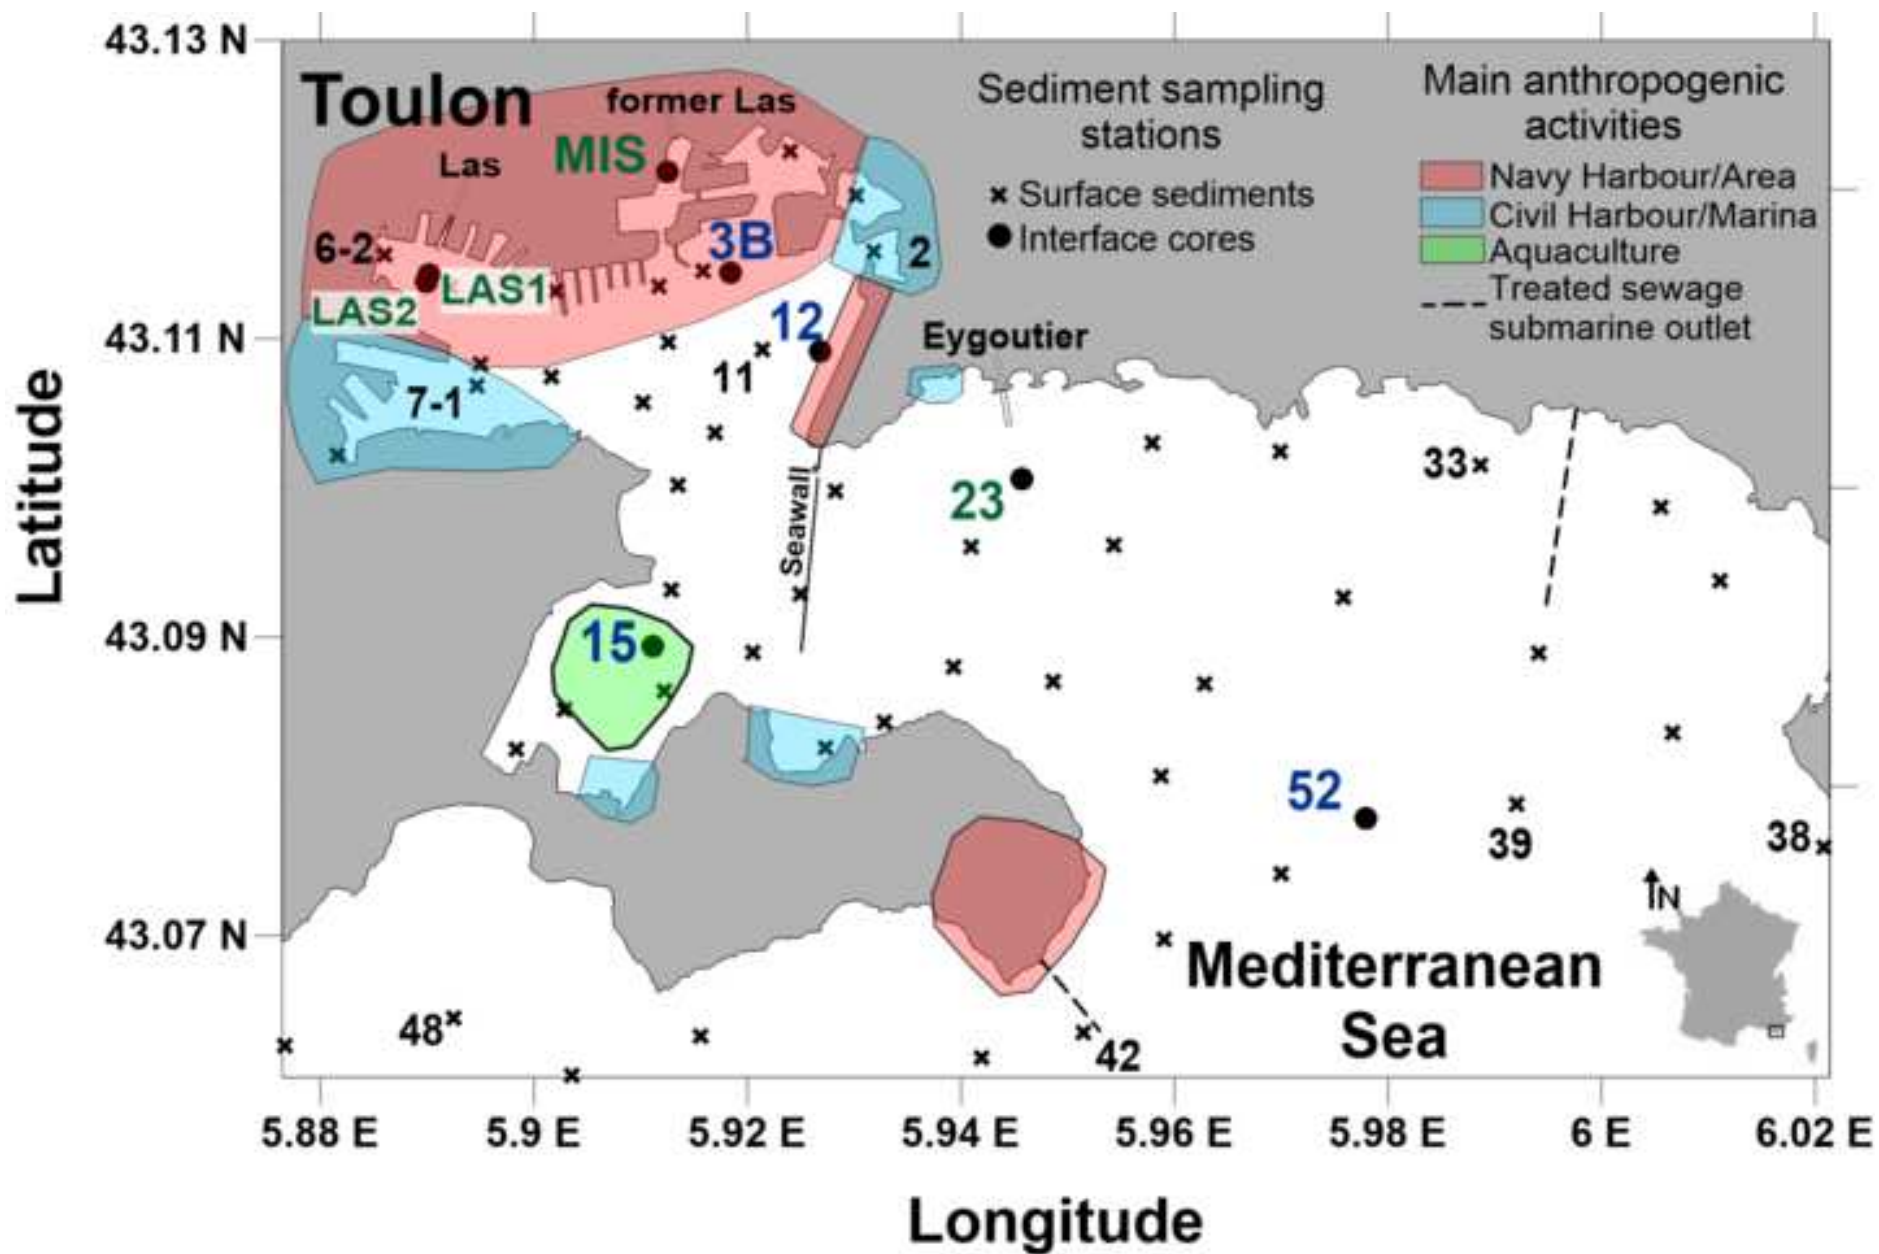 43.13 N
Toulon
former Las
MIS
Las
6-2
3B
2
LAS1
LAS2
43.11 N
12
Eygoutier
11
7-1
Sediment sampling
stations
Surface sediments
Interface cores
Main anthropogenic
activities
Navy Harbour/Area
Civil Harbour/Marina
Aquaculture
Treated sewage
submarine outlet
Latitude
Seawall
23
33
43.09 N
15
52
39
38
N
43.07 N
Mediterranean
Sea
48
42
5.88 E
5.9 E
5.92 E
5.94 E
5.96 E
5.98 E
6 E
6.02 E
Longitude